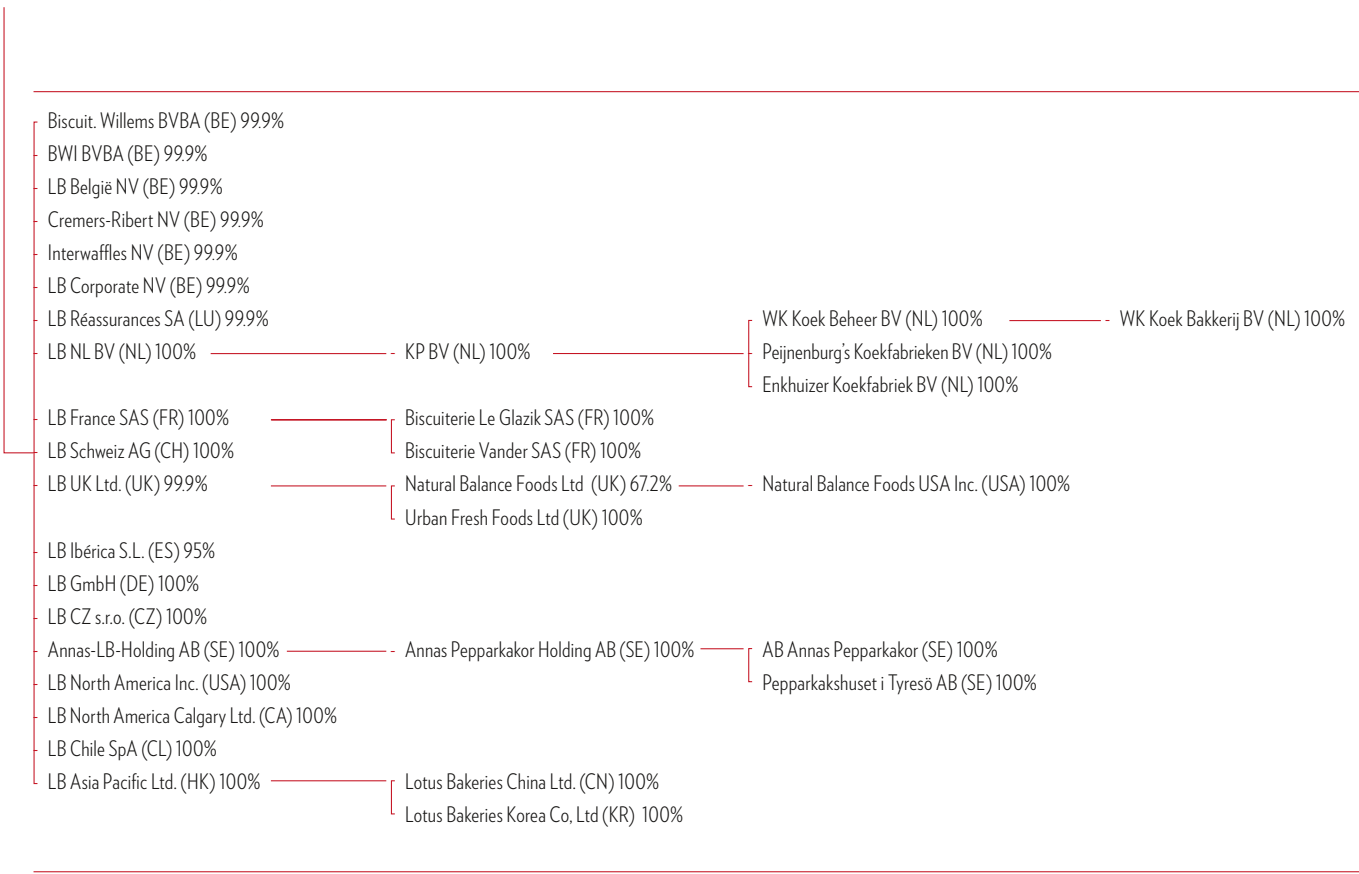 Biscuit. Willems BVBA (BE) 99.9%
BWI BVBA (BE) 99.9%
LB België NV (BE) 99.9%
Cremers-Ribert NV (BE) 99.9%
Interwaffles NV (BE) 99.9%
LB Corporate NV (BE) 99.9%
LB Réassurances SA (LU) 99.9% WK Koek Beheer BV (NL) 100% WK Koek Bakkerij BV (NL) 100%
LB NL BV (NL) 100% KP BV (NL) 100% Peijnenburg's Koekfabrieken BV (NL) 100%
Enkhuizer Koekfabriek BV (NL) 100%
LB France SAS (FR) 100% Biscuiterie Le Glazik SAS (FR) 100%
LB Schweiz AG (CH) 100% Biscuiterie Vander SAS (FR) 100%
LB UK Ltd. (UK) 99.9% Natural Balance Foods Ltd (UK) 67.2% Natural Balance Foods USA Inc. (USA) 100%
Urban Fresh Foods Ltd (UK) 100%
LB Ibérica S.L. (ES) 95%
LB GmbH (DE) 100%
LB CZ s.r.o. (CZ) 100%
Annas-LB-Holding AB (SE) 100% Annas Pepparkakor Holding AB (SE) 100% AB Annas Pepparkakor (SE) 100%
LB North America Inc. (USA) 100% Pepparkakshuset i Tyresö AB (SE) 100%
LB North America Calgary Ltd. (CA) 100%
LB Chile SpA (CL) 100%
LB Asia Pacific Ltd. (HK) 100% Lotus Bakeries China Ltd. (CN) 100%
Lotus Bakeries Korea Co, Ltd (KR) 100%